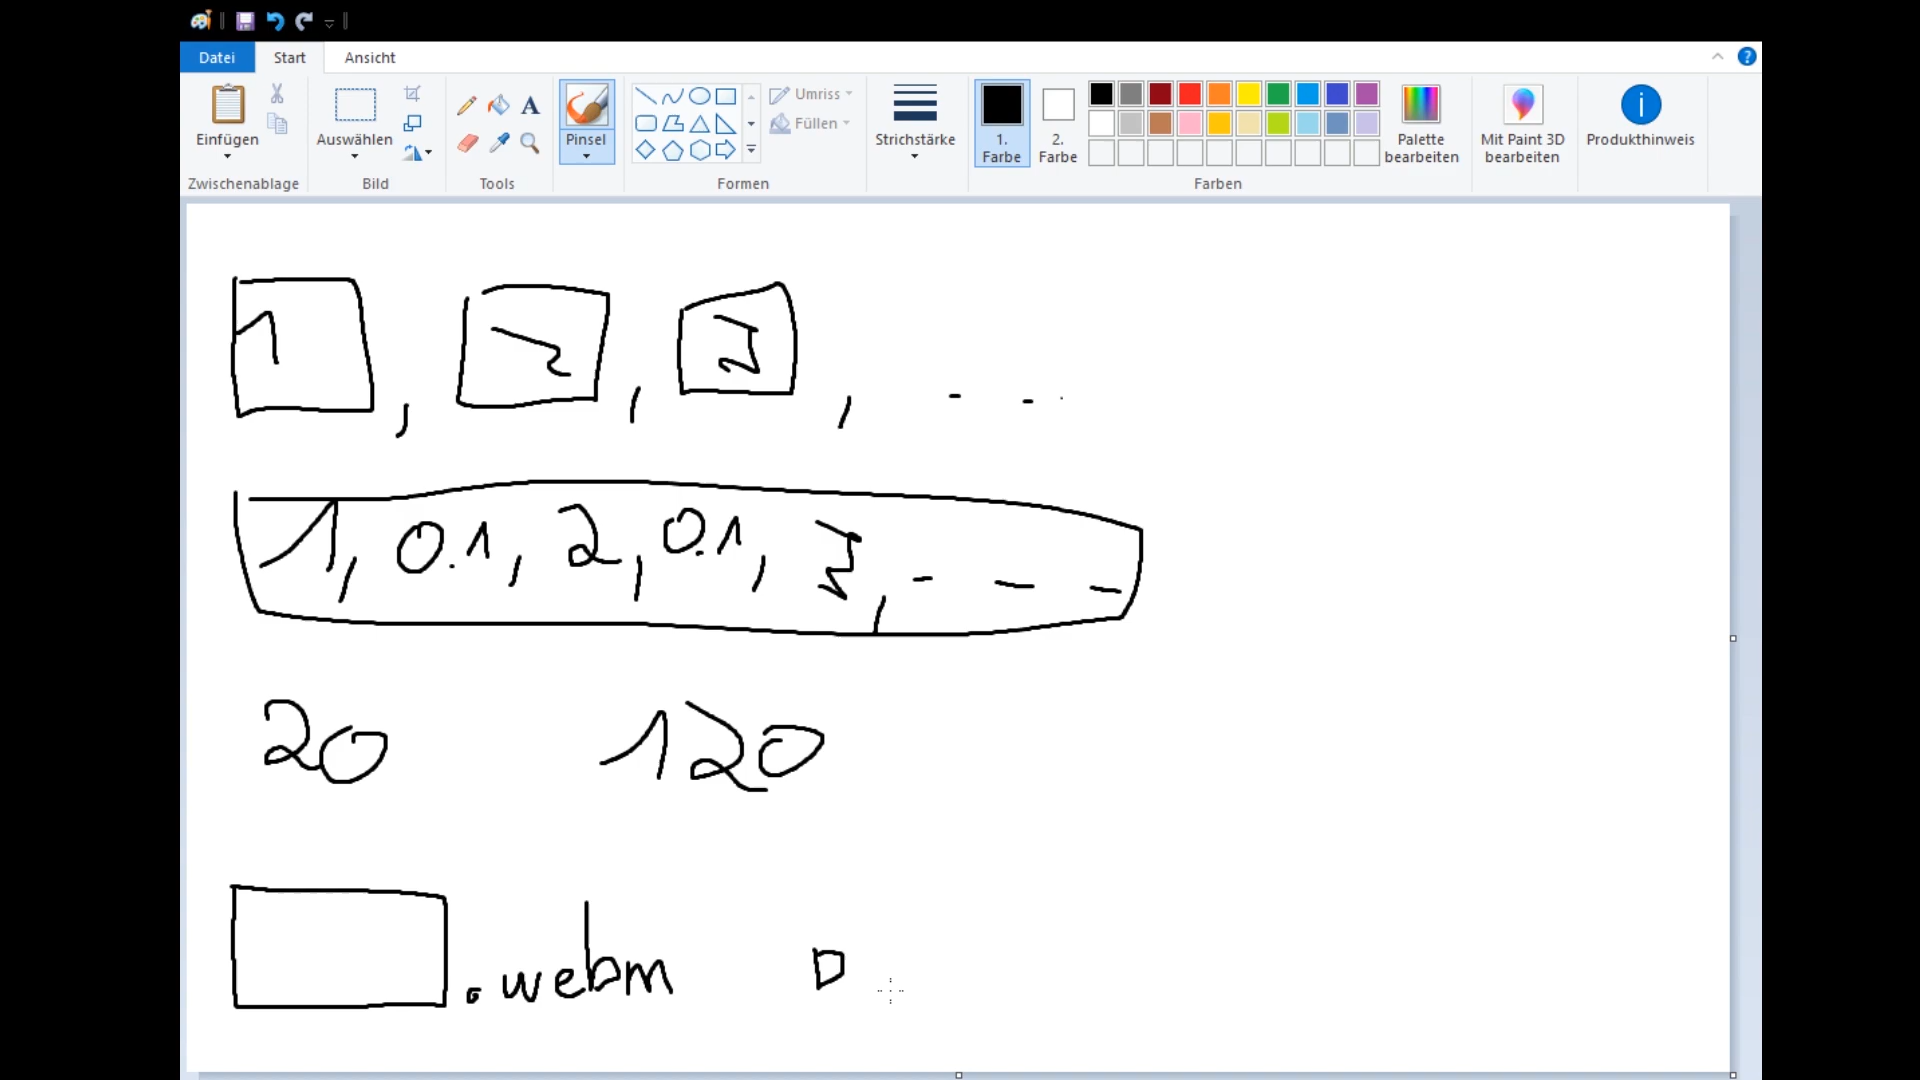 Datei Start Ansicht
Einfügen Auswählen Pinsel Umriss Füllen Strichstärke 1. Farbe 2. Farbe Palette bearbeiten Mit Paint 3D bearbeiten Produkthinweis
Zwischenablage Bild Tools Formen Farben
1, 2, 3, - - .
1, 0.1, 2, 0.1, 3, - - -
20 120
.webm